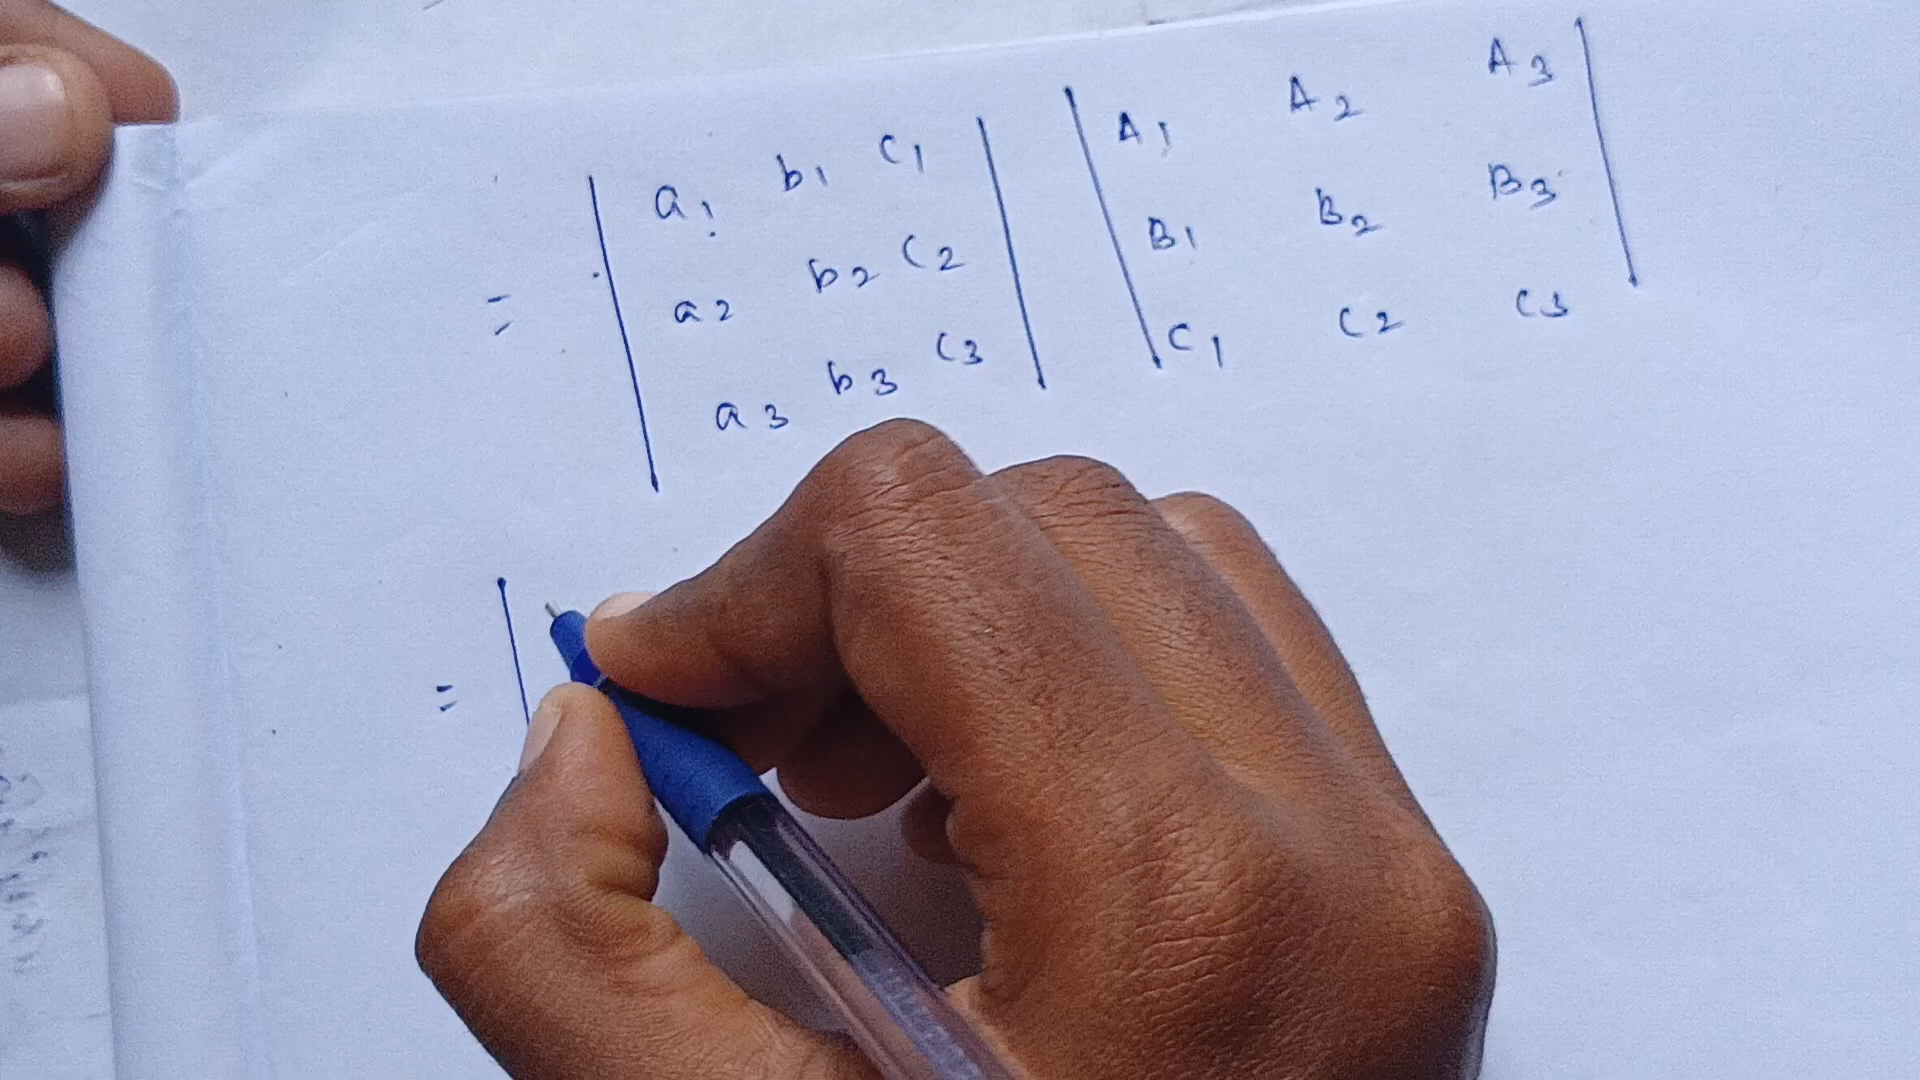 = | a1 b1 c1 | | A1 A2 A3 |
| a2 b2 c2 | | B1 B2 B3 |
| a3 b3 c3 | | C1 C2 C3 |
= |